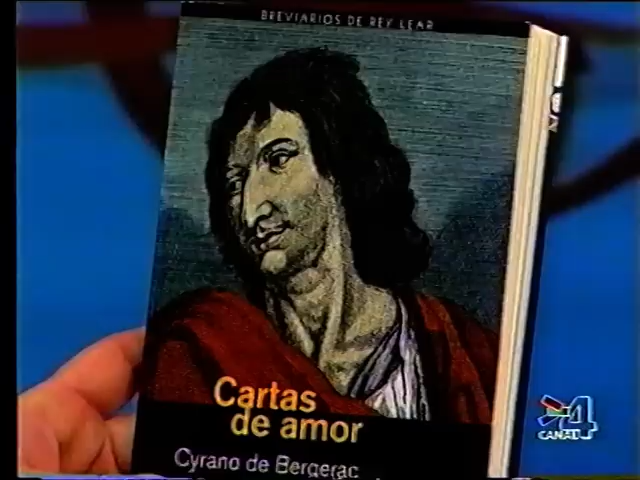 BREVIARIOS DE REY LEAR
Cartas
de amor
Cyrano de Bergerac
4
CANAL